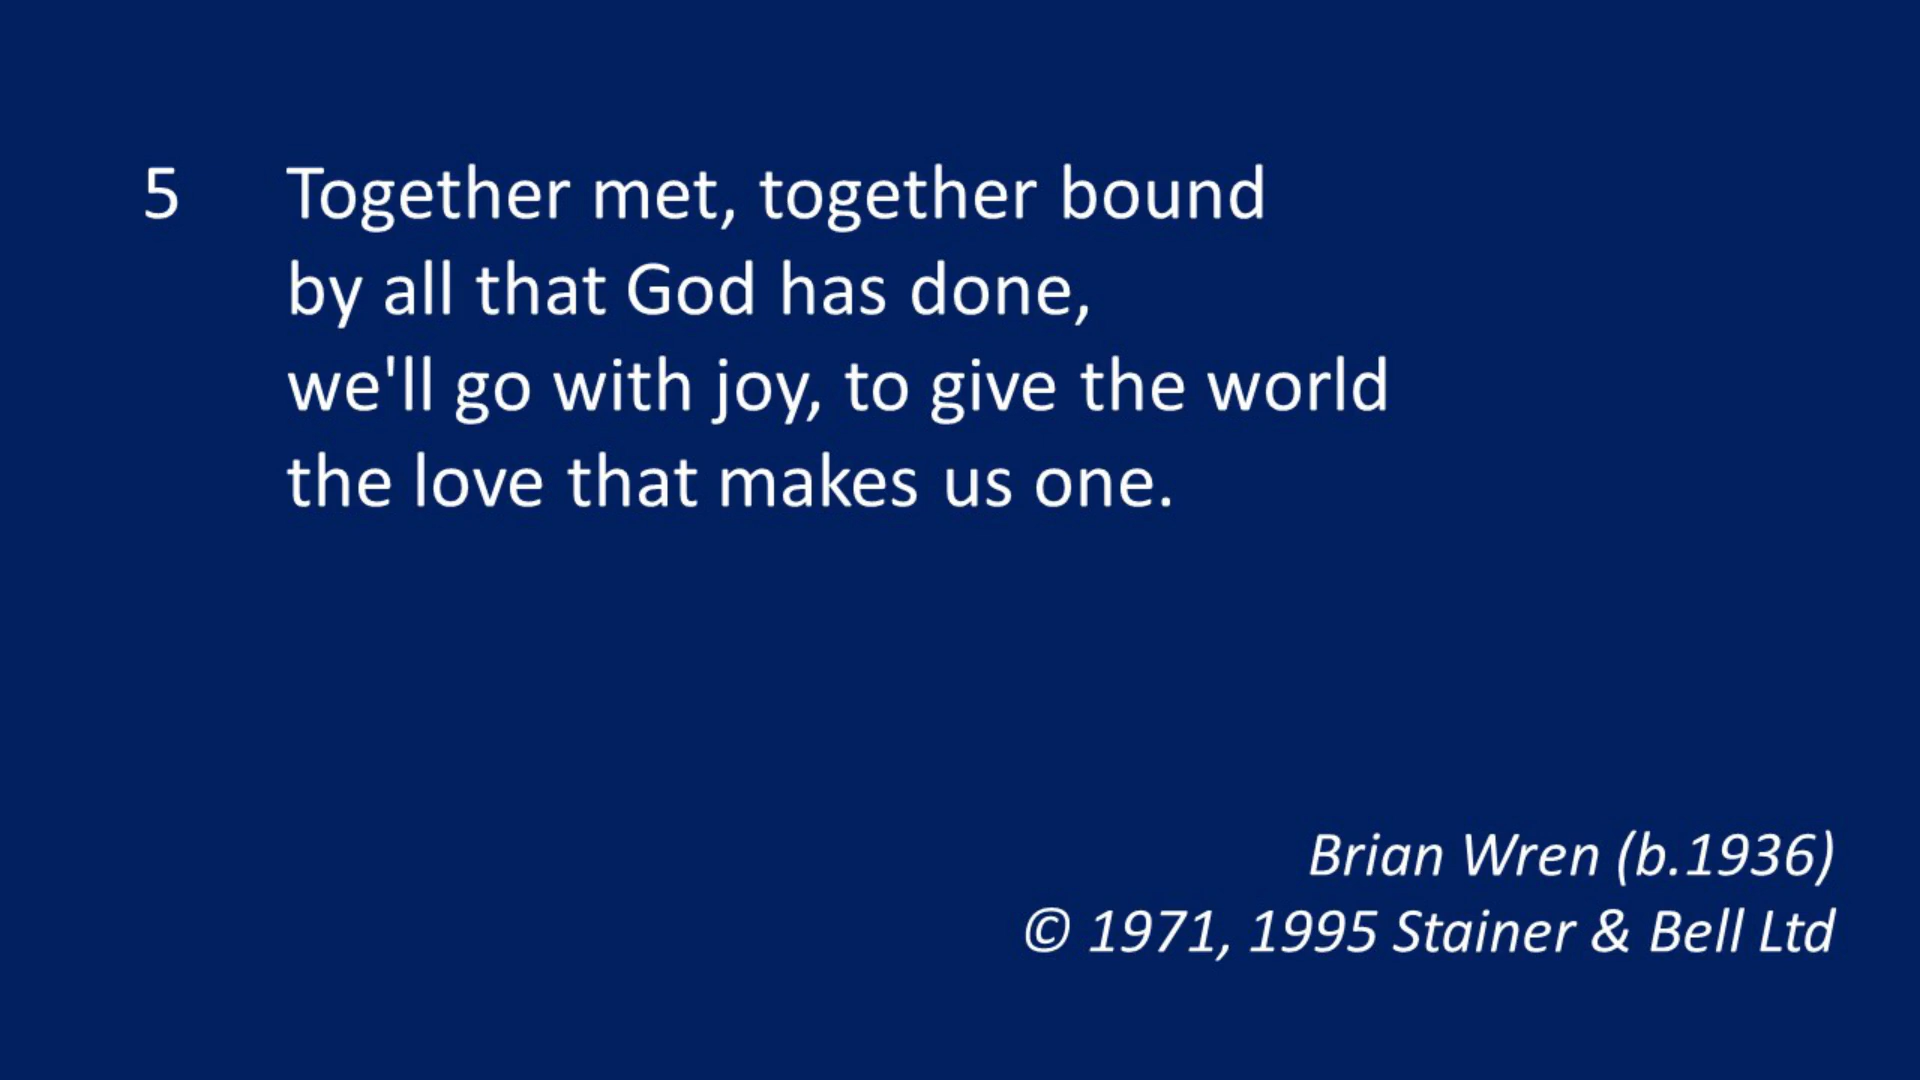 5 Together met, together bound
by all that God has done,
we'll go with joy, to give the world
the love that makes us one.
Brian Wren (b.1936)
© 1971, 1995 Stainer & Bell Ltd